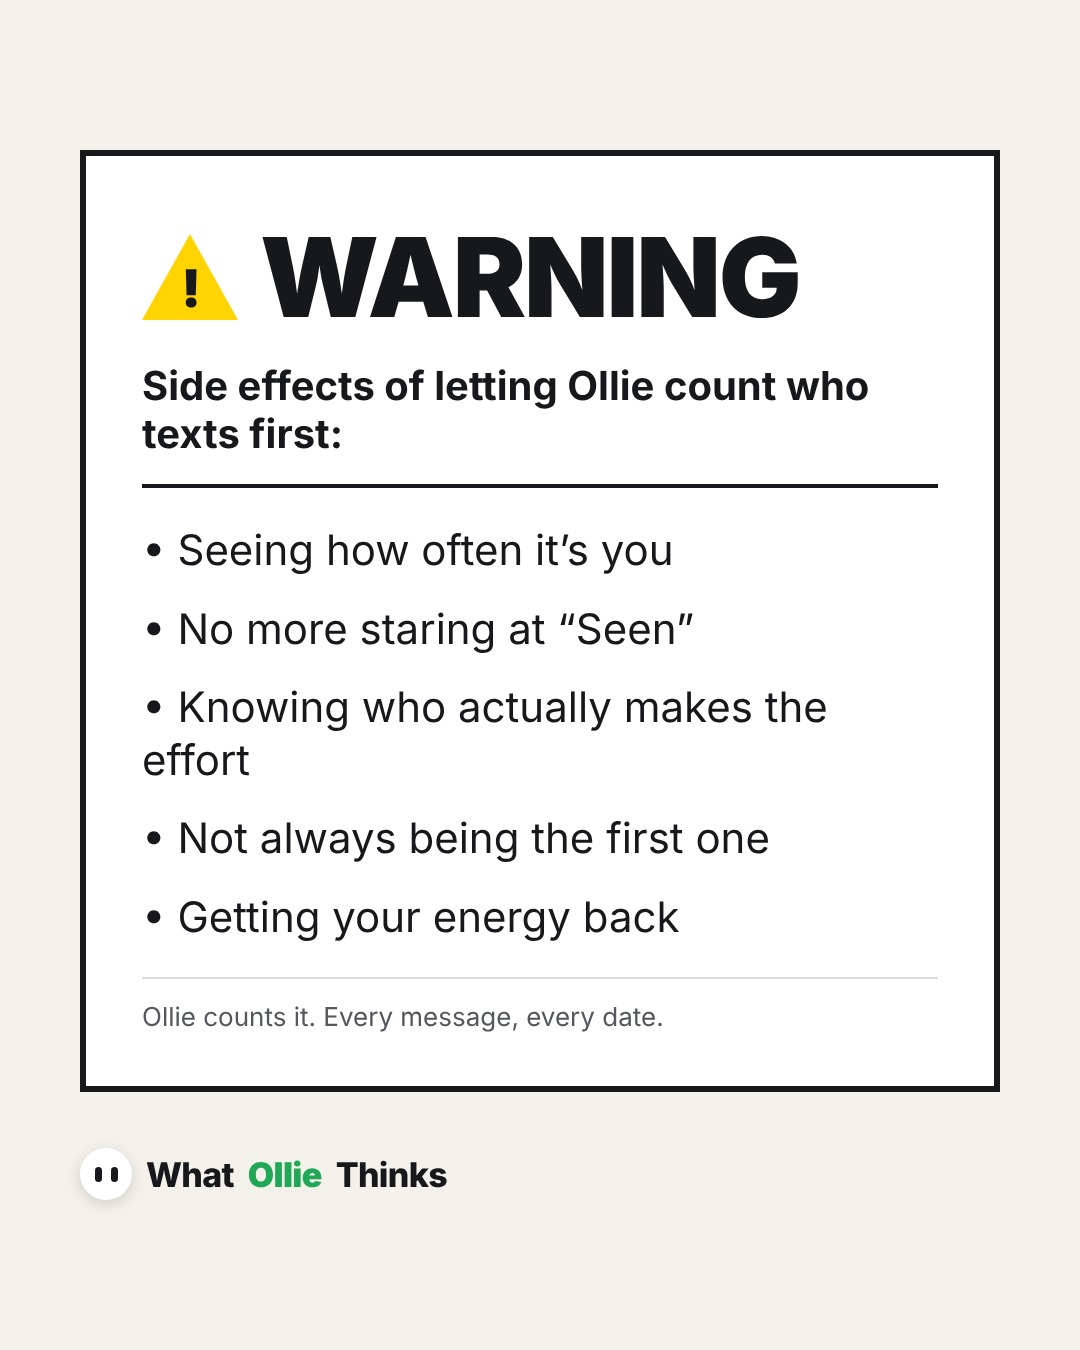 ! WARNING
Side effects of letting Ollie count who
texts first:
• Seeing how often it’s you
• No more staring at “Seen”
• Knowing who actually makes the
effort
• Not always being the first one
• Getting your energy back
Ollie counts it. Every message, every date.
What Ollie Thinks